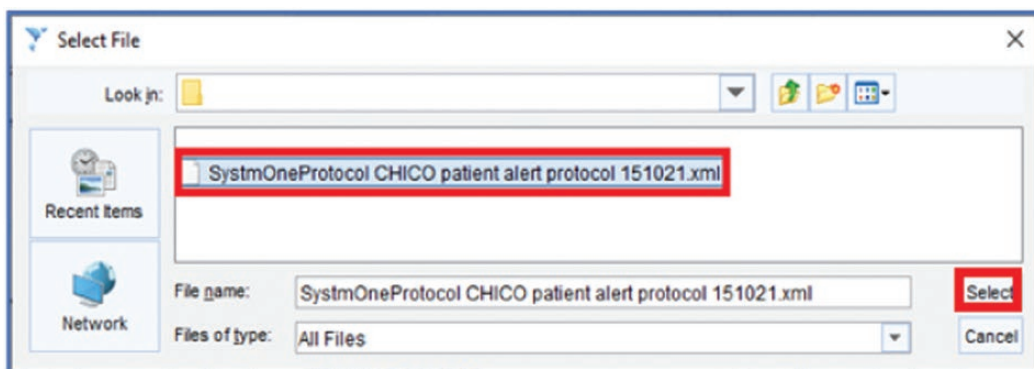 Select File
Look in:
SystmOneProtocol CHICO patient alert protocol 151021.xml
Recent Items
File name: SystmOneProtocol CHICO patient alert protocol 151021.xml Select
Network
Files of type: All Files Cancel